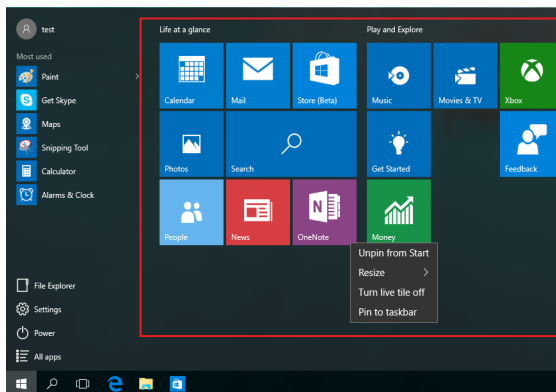 test
Most used
Paint
Get Skype
Maps
Snipping Tool
Calculator
Alarms & Clock
File Explorer
Settings
Power
All apps
Life at a glance
Calendar
Mail
Store (Beta)
Photos
Search
People
News
OneNote
Play and Explore
Music
Movies & TV
Xbox
Get Started
Feedback
Money
Unpin from Start
Resize
Turn live tile off
Pin to taskbar